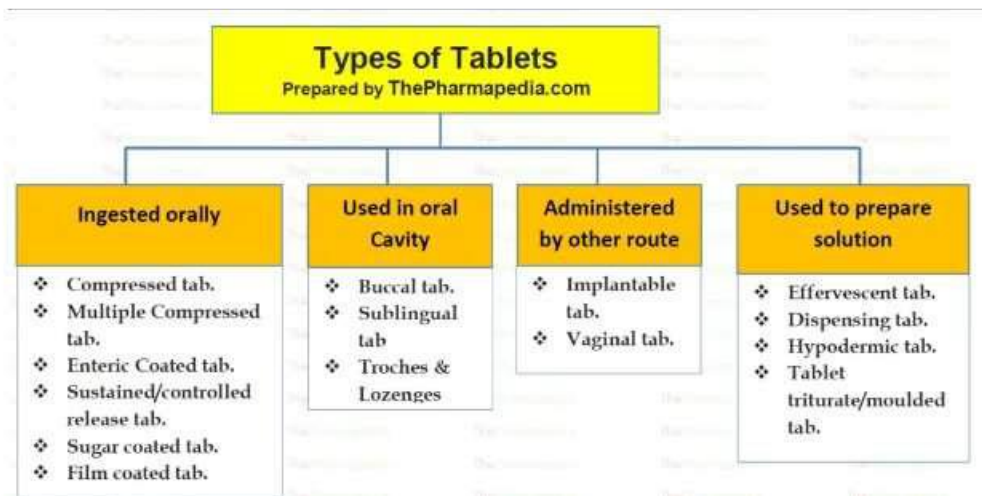 Types of Tablets
Prepared by ThePharmapedia.com
Ingested orally
❖ Compressed tab.
❖ Multiple Compressed
tab.
❖ Enteric Coated tab.
❖ Sustained/controlled
release tab.
❖ Sugar coated tab.
❖ Film coated tab.
Used in oral
Cavity
❖ Buccal tab.
❖ Sublingual
tab
❖ Troches &
Lozenges
Administered
by other route
❖ Implantable
tab.
❖ Vaginal tab.
Used to prepare
solution
❖ Effervescent tab.
❖ Dispensing tab.
❖ Hypodermic tab.
❖ Tablet
triturate/moulded
tab.